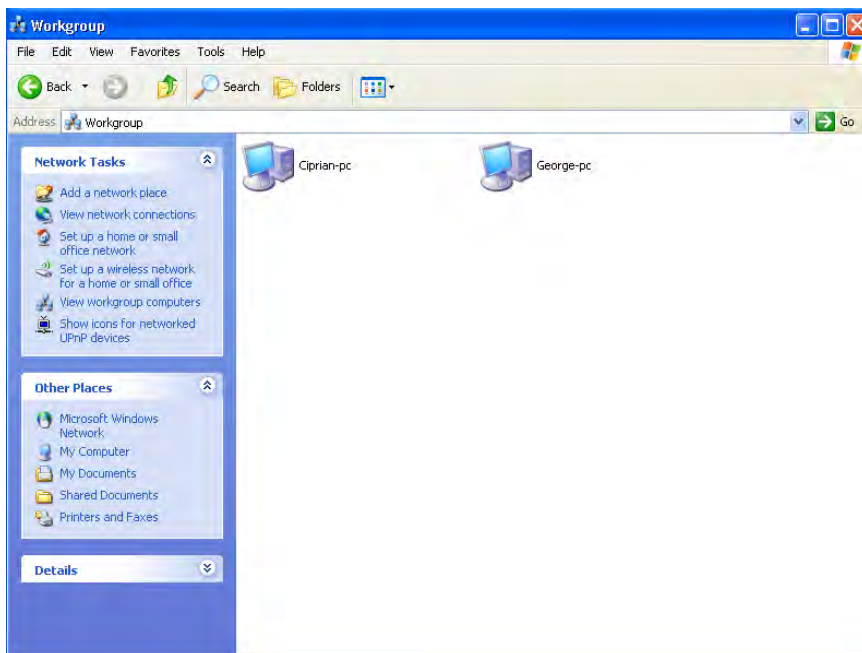 Workgroup
File Edit View Favorites Tools Help
Back Search Folders
Address Workgroup Go
Network Tasks
Add a network place
View network connections
Set up a home or small
office network
Set up a wireless network
for a home or small office
View workgroup computers
Show icons for networked
UPnP devices
Other Places
Microsoft Windows
Network
My Computer
My Documents
Shared Documents
Printers and Faxes
Details
Ciprian-pc
George-pc